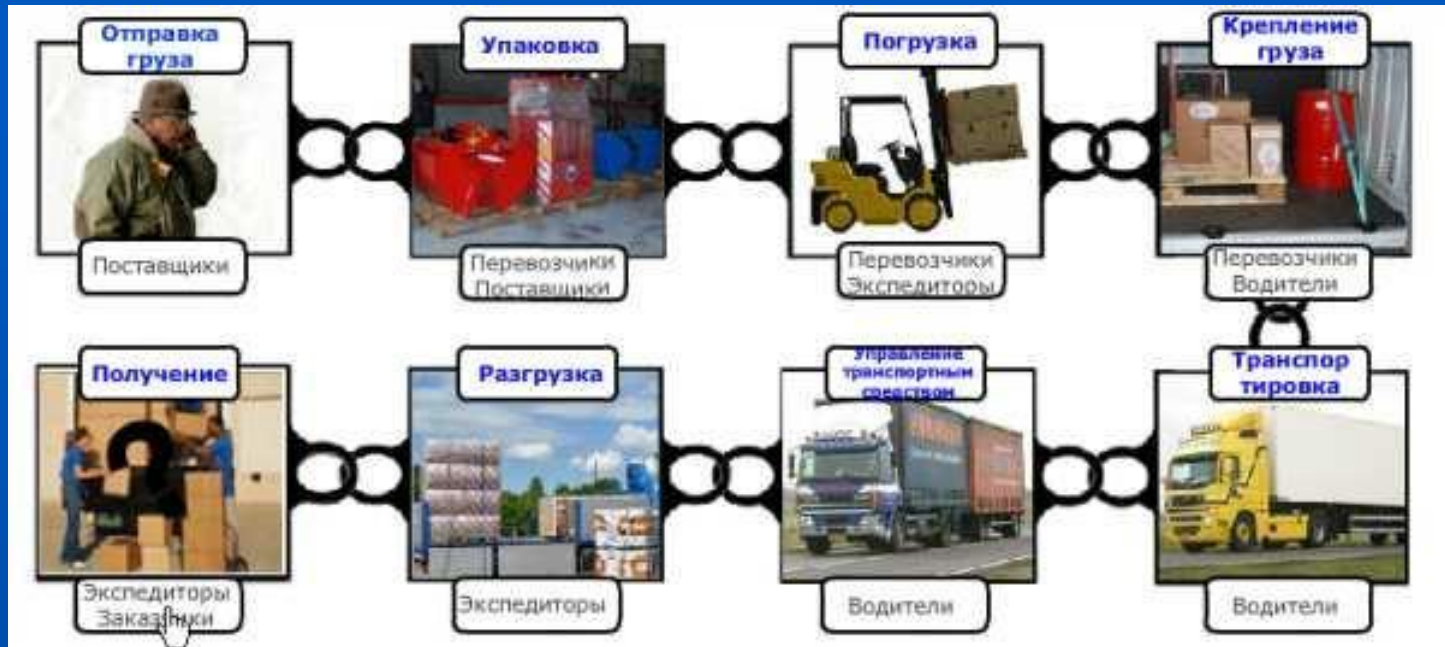 Отправка
груза
Упаковка
Погрузка
Крепление
груза
Поставщики
Перевозчики
Поставщики
Перевозчики
Экспедиторы
Перевозчики
Водители
Получение
Разгрузка
Управление
транспортным
средством
Транспор
тировка
Экспедиторы
Заказчики
Экспедиторы
Водители
Водители